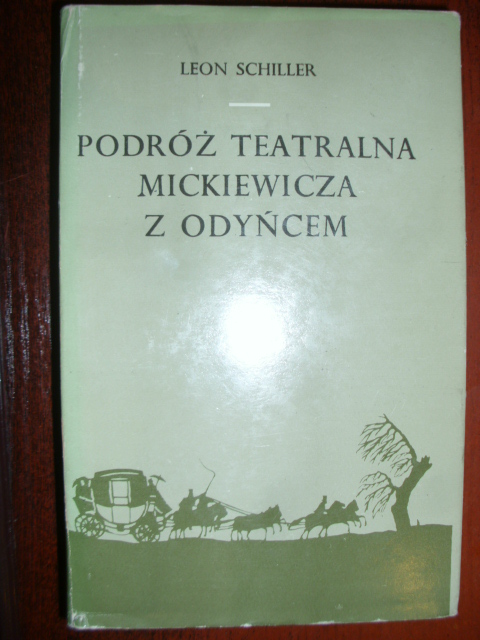 LEON SCHILLER
PODRÓŻ TEATRALNA
MICKIEWICZA
Z ODYŃCEM